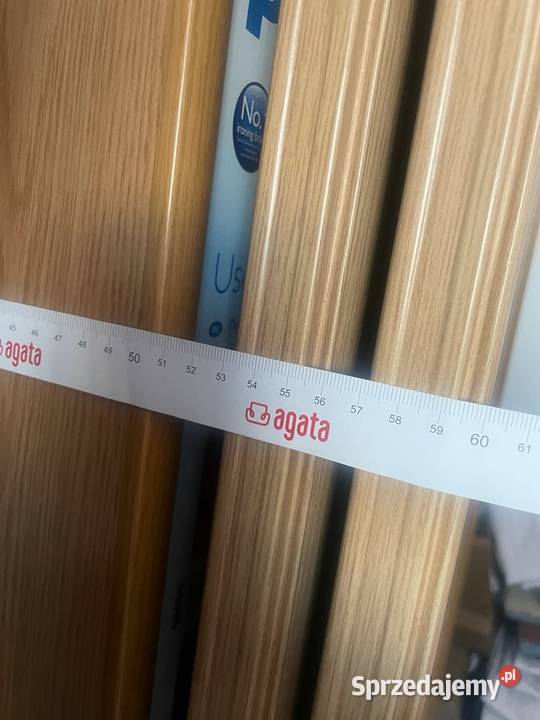 No.
ironing
Use
45 46 47 48 49 50 51 52 53 54 55 56 57 58 59 60 61
agata
agata
Sprzedajemy.pl